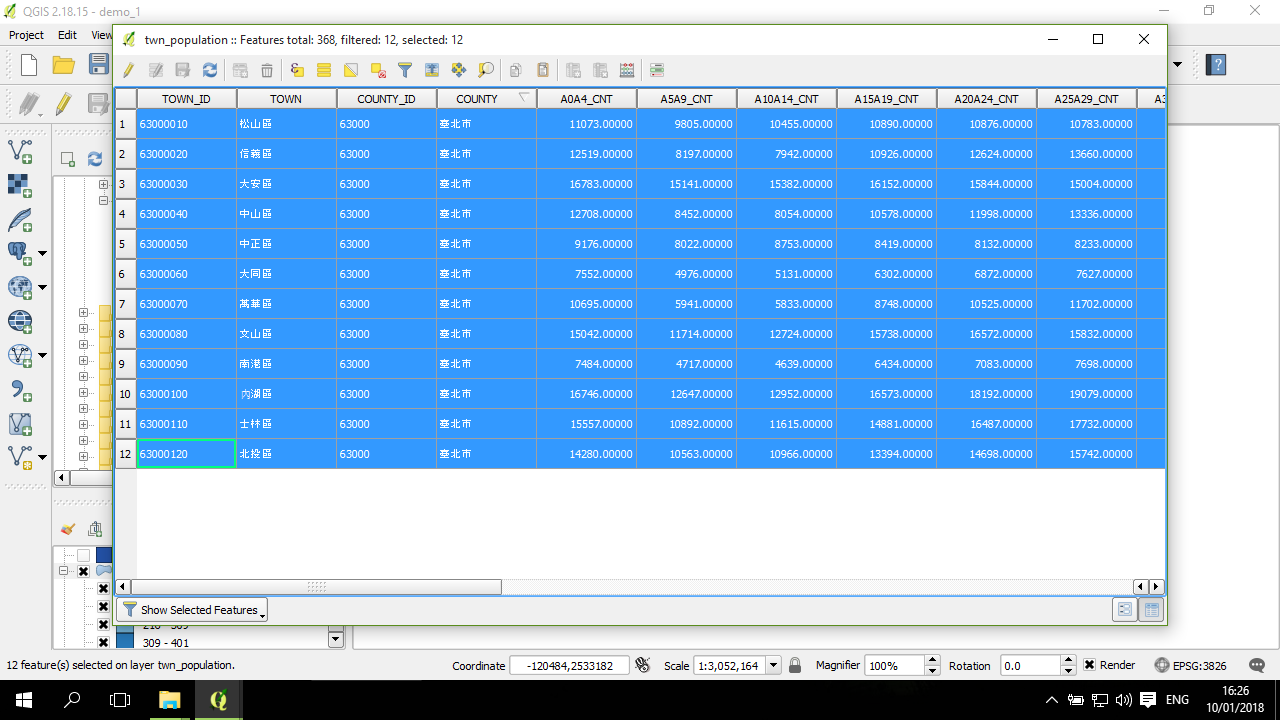 QGIS 2.18.15 - demo_1
Project Edit View
twn_population :: Features total: 368, filtered: 12, selected: 12
TOWN_ID TOWN COUNTY_ID COUNTY A0A4_CNT A5A9_CNT A10A14_CNT A15A19_CNT A20A24_CNT A25A29_CNT
1 63000010 松山區 63000 臺北市 11073.00000 9805.00000 10455.00000 10890.00000 10876.00000 10783.00000
2 63000020 信義區 63000 臺北市 12519.00000 8197.00000 7942.00000 10926.00000 12624.00000 13660.00000
3 63000030 大安區 63000 臺北市 16783.00000 15141.00000 15382.00000 16152.00000 15844.00000 15004.00000
4 63000040 中山區 63000 臺北市 12708.00000 8452.00000 8054.00000 10578.00000 11998.00000 13336.00000
5 63000050 中正區 63000 臺北市 9176.00000 8022.00000 8753.00000 8419.00000 8132.00000 8233.00000
6 63000060 大同區 63000 臺北市 7552.00000 4976.00000 5131.00000 6302.00000 6872.00000 7627.00000
7 63000070 萬華區 63000 臺北市 10695.00000 5941.00000 5833.00000 8748.00000 10525.00000 11702.00000
8 63000080 文山區 63000 臺北市 15042.00000 11714.00000 12724.00000 15738.00000 16572.00000 15832.00000
9 63000090 南港區 63000 臺北市 7484.00000 4717.00000 4639.00000 6434.00000 7083.00000 7698.00000
10 63000100 內湖區 63000 臺北市 16746.00000 12647.00000 12952.00000 16573.00000 18192.00000 19079.00000
11 63000110 士林區 63000 臺北市 15557.00000 10892.00000 11615.00000 14881.00000 16487.00000 17732.00000
12 63000120 北投區 63000 臺北市 14280.00000 10563.00000 10966.00000 13394.00000 14698.00000 15742.00000
Show Selected Features
309 - 401
12 feature(s) selected on layer twn_population. Coordinate -120484,2533182 Scale 1:3,052,164 Magnifier 100% Rotation 0.0 Render EPSG:3826
ENG 16:26
10/01/2018